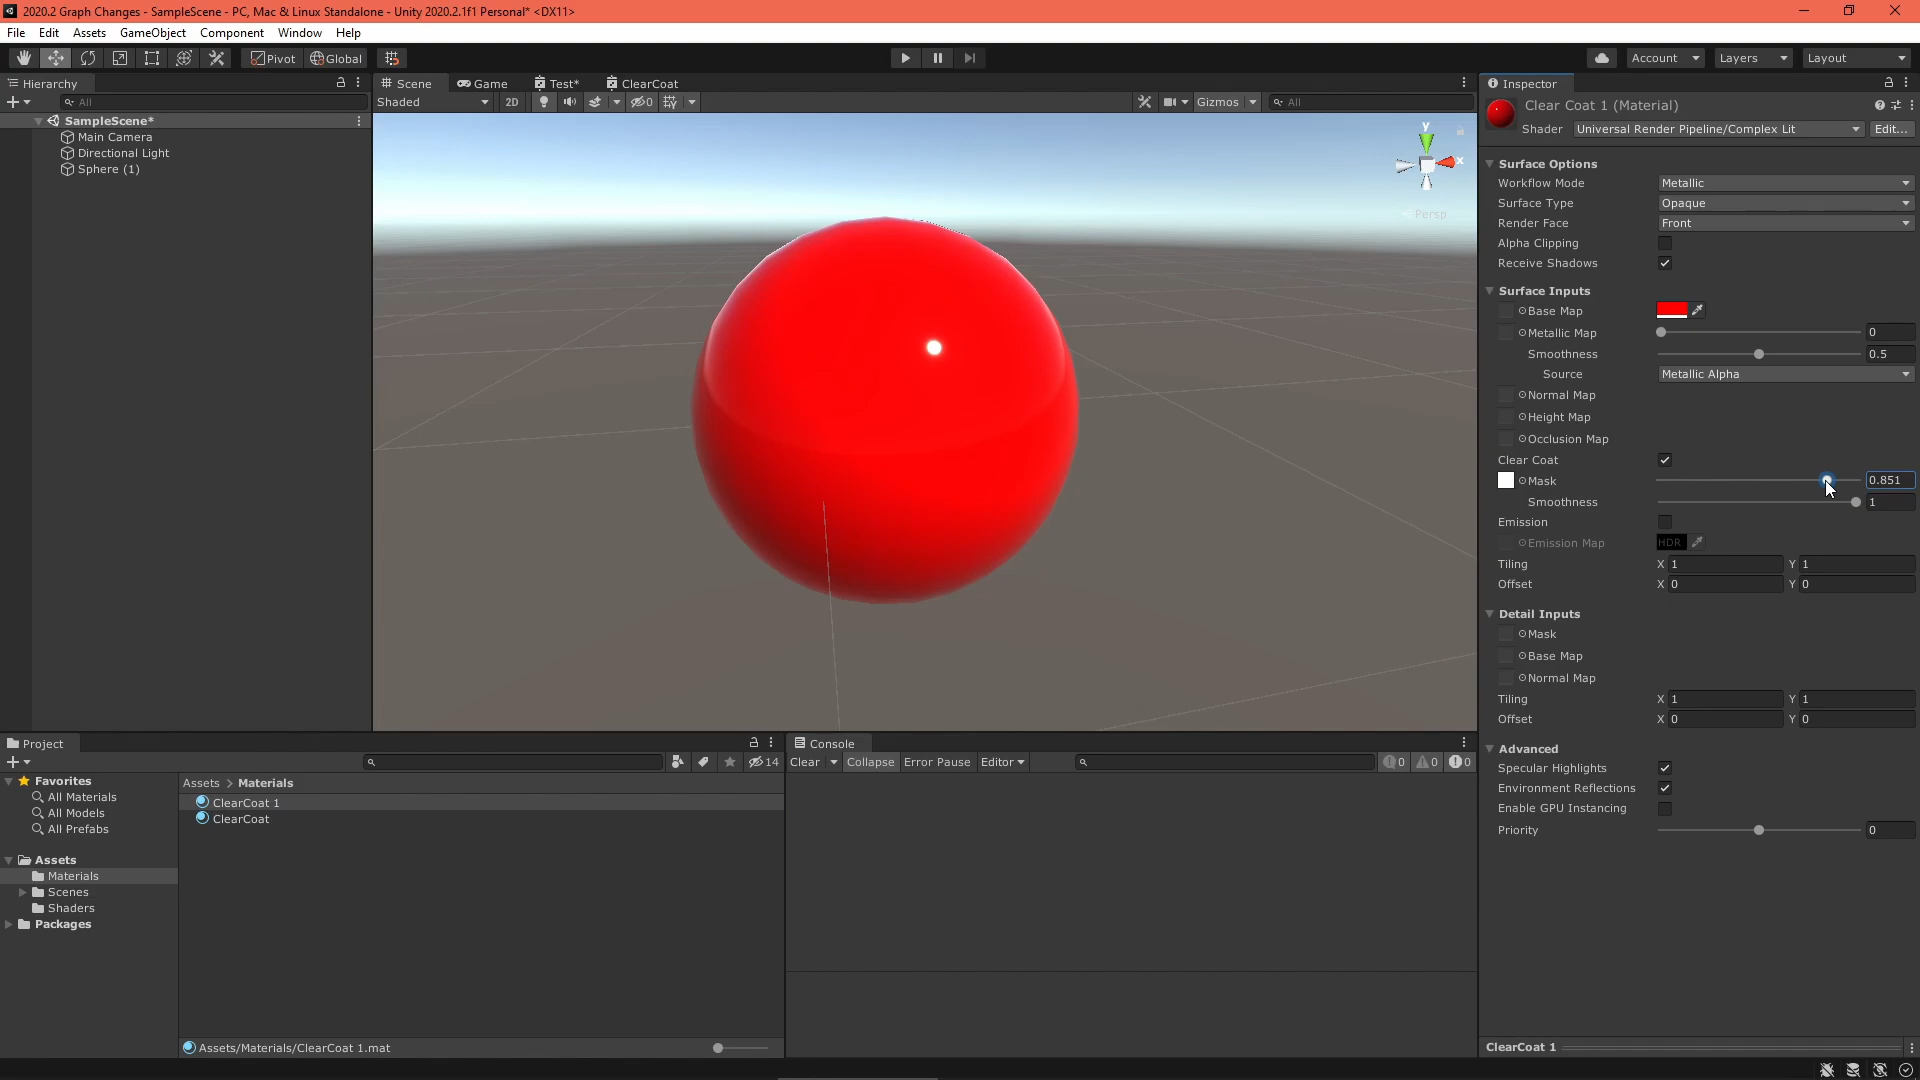 2020.2 Graph Changes - SampleScene - PC, Mac & Linux Standalone - Unity 2020.2.1f1 Personal* <DX11>
File Edit Assets GameObject Component Window Help
Pivot Global Account Layers Layout
Hierarchy
All
SampleScene*
Main Camera
Directional Light
Sphere (1)
Scene Game Test* ClearCoat
Shaded 2D 0 Gizmos All
y
x
Persp
Inspector
Clear Coat 1 (Material)
Shader Universal Render Pipeline/Complex Lit Edit...
Surface Options
Workflow Mode Metallic
Surface Type Opaque
Render Face Front
Alpha Clipping
Receive Shadows
Surface Inputs
Base Map
Metallic Map 0
Smoothness 0.5
Source Metallic Alpha
Normal Map
Height Map
Occlusion Map
Clear Coat
Mask 0.851
Smoothness 1
Emission
Emission Map HDR
Tiling X 1 Y 1
Offset X 0 Y 0
Detail Inputs
Mask
Base Map
Normal Map
Tiling X 1 Y 1
Offset X 0 Y 0
Advanced
Specular Highlights
Environment Reflections
Enable GPU Instancing
Priority 0
ClearCoat 1
Project
14
Favorites
All Materials
All Models
All Prefabs
Assets
Materials
Scenes
Shaders
Packages
Assets > Materials
ClearCoat 1
ClearCoat
Assets/Materials/ClearCoat 1.mat
Console
Clear Collapse Error Pause Editor 0 0 0